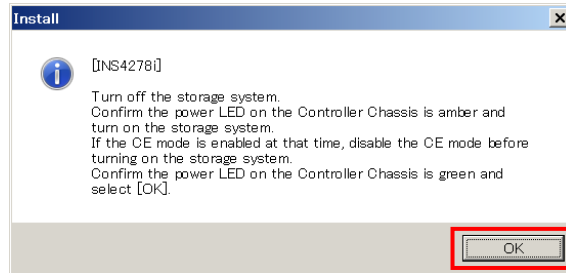 Install
[INS4278i]
Turn off the storage system.
Confirm the power LED on the Controller Chassis is amber and
turn on the storage system.
If the CE mode is enabled at that time, disable the CE mode before
turning on the storage system.
Confirm the power LED on the Controller Chassis is green and
select [OK].
OK